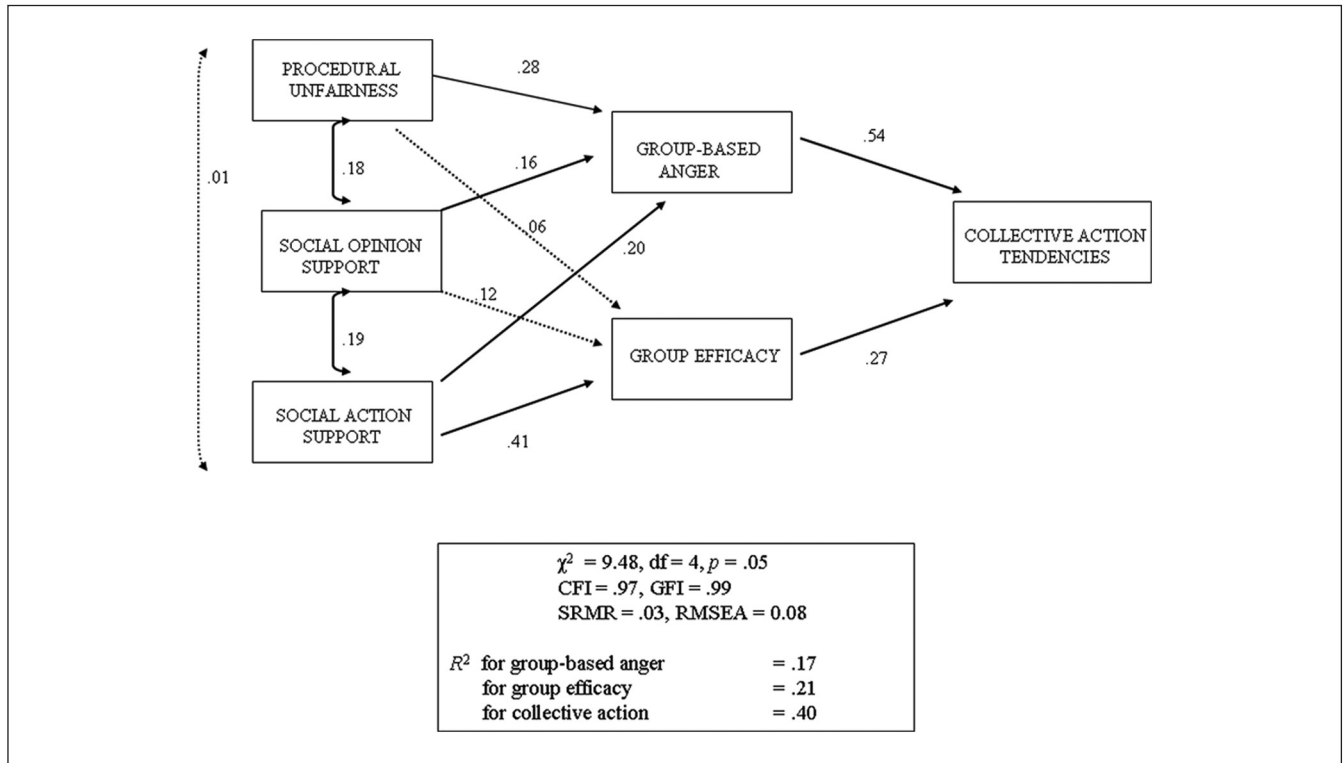 PROCEDURAL
UNFAIRNESS
.28
GROUP-BASED
ANGER
.54
.01
.18
.16
SOCIAL OPINION
SUPPORT
.06
.20
COLLECTIVE ACTION
TENDENCIES
.12
.19
GROUP EFFICACY
.27
SOCIAL ACTION
SUPPORT
.41
χ² = 9.48, df = 4, p = .05
CFI = .97, GFI = .99
SRMR = .03, RMSEA = 0.08
R² for group-based anger = .17
for group efficacy = .21
for collective action = .40